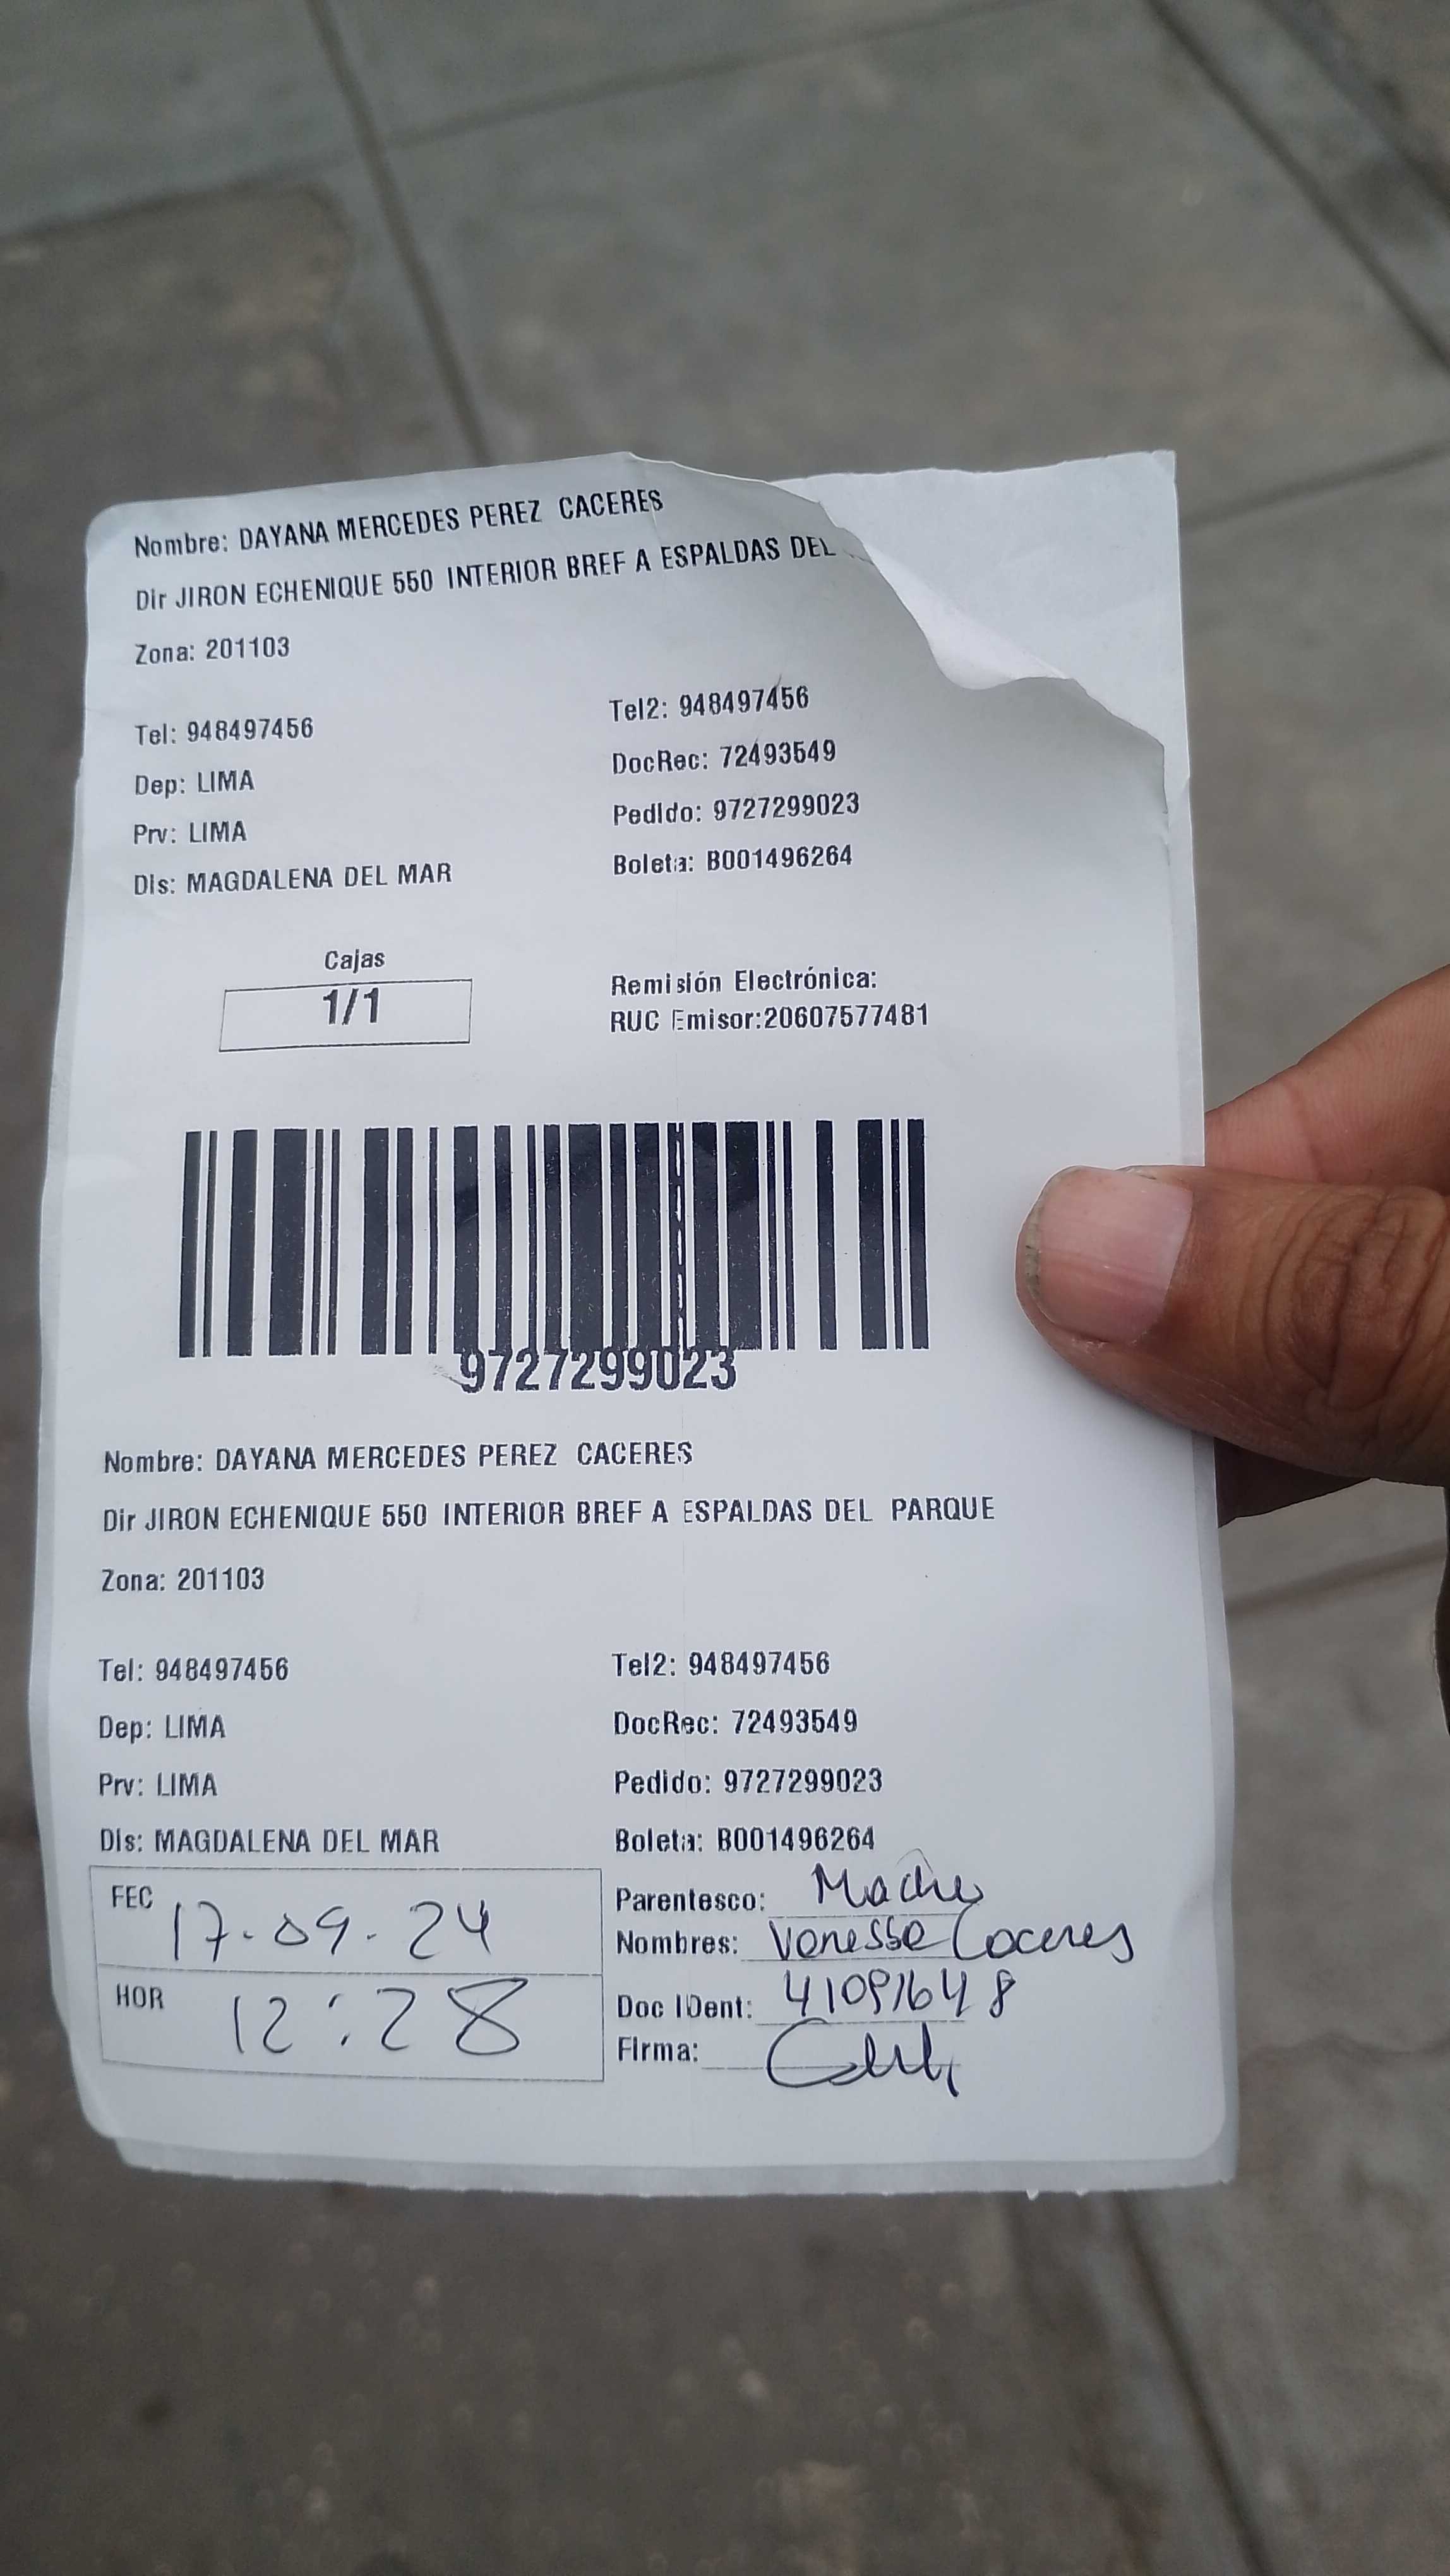 Nombre: DAYANA MERCEDES PEREZ CACERES
Dir JIRON ECHENIQUE 550 INTERIOR BREF A ESPALDAS DEL
Zona: 201103
Tel: 948497456 Tel2: 948497456
Dep: LIMA DocRec: 72493549
Prv: LIMA Pedido: 9727299023
Dis: MAGDALENA DEL MAR Boleta: B001496264
Cajas
1/1
Remisión Electrónica:
RUC Emisor:20607577481
9727299023
Nombre: DAYANA MERCEDES PEREZ CACERES
Dir JIRON ECHENIQUE 550 INTERIOR BREF A ESPALDAS DEL PARQUE
Zona: 201103
Tel: 948497456 Tel2: 948497456
Dep: LIMA DocRec: 72493549
Prv: LIMA Pedido: 9727299023
Dis: MAGDALENA DEL MAR Boleta: B001496264
FEC 17-09-24
HOR 12:28
Parentesco: Madre
Nombres: Vanessa Caceres
Doc IDent: 41091648
Firma: